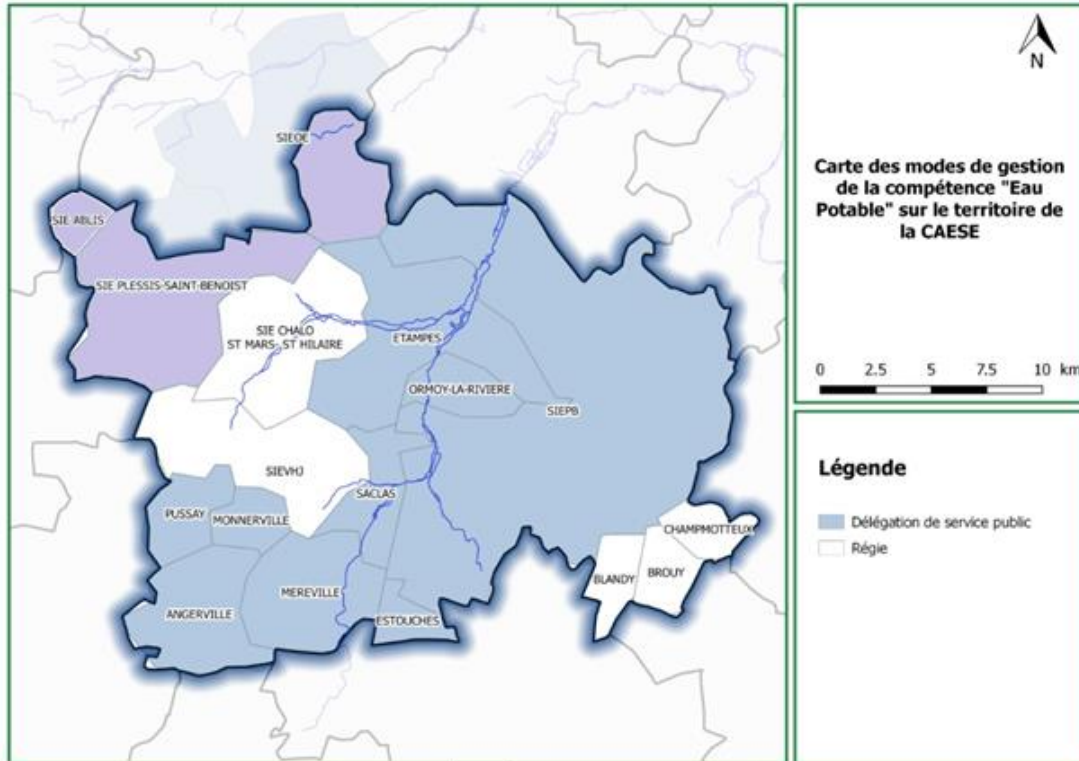 SIEOE
SIE ABLIS
SIE PLESSIS-SAINT-BENOIST
SIE CHALO
ST MARS- ST HILAIRE
ETAMPES
ORMOY-LA-RIVIERE
SIEPB
SIEVHJ
SACLAS
PUSSAY
MONNERVILLE
CHAMPMOTTEUX
BLANDY
BROUY
MEREVILLE
ANGERVILLE
ESTOUCHES
N
Carte des modes de gestion
de la compétence "Eau
Potable" sur le territoire de
la CAESE
0 2.5 5 7.5 10 km
Légende
Délégation de service public
Régie